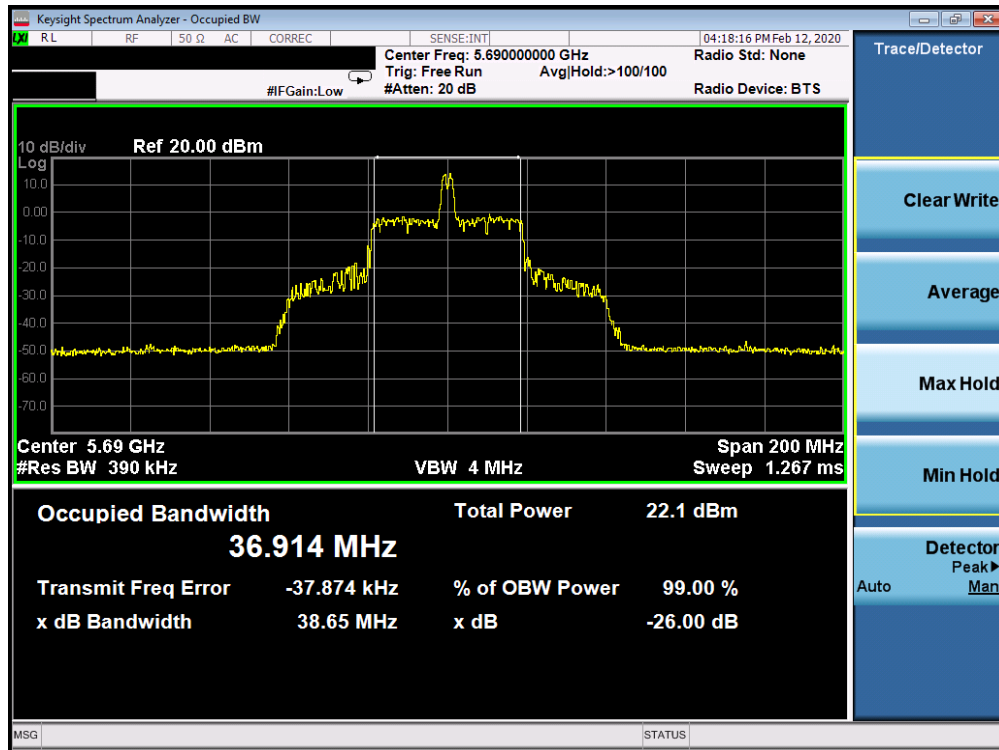 Keysight Spectrum Analyzer - Occupied BW
LXI RL RF 50 Ω AC CORREC SENSE:INT 04:18:16 PM Feb 12, 2020
Center Freq: 5.690000000 GHz Radio Std: None
Trig: Free Run Avg|Hold:>100/100
#IFGain:Low #Atten: 20 dB Radio Device: BTS
10 dB/div Ref 20.00 dBm
Log
10.0
0.00
-10.0
-20.0
-30.0
-40.0
-50.0
-60.0
-70.0
Center 5.69 GHz Span 200 MHz
#Res BW 390 kHz VBW 4 MHz Sweep 1.267 ms
Occupied Bandwidth Total Power 22.1 dBm
36.914 MHz
Transmit Freq Error -37.874 kHz % of OBW Power 99.00 %
x dB Bandwidth 38.65 MHz x dB -26.00 dB
MSG STATUS
Trace/Detector
Clear Write
Average
Max Hold
Min Hold
Detector
Peak▶
Auto Man